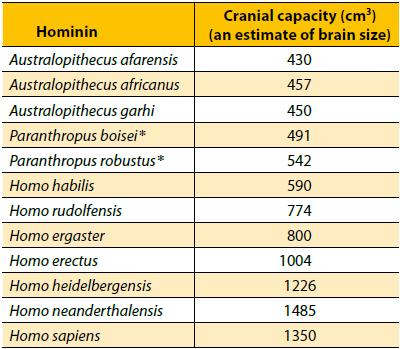 Hominin
Cranial capacity (cm³)
(an estimate of brain size)
Australopithecus afarensis 430
Australopithecus africanus 457
Australopithecus garhi 450
Paranthropus boisei* 491
Paranthropus robustus* 542
Homo habilis 590
Homo rudolfensis 774
Homo ergaster 800
Homo erectus 1004
Homo heidelbergensis 1226
Homo neanderthalensis 1485
Homo sapiens 1350